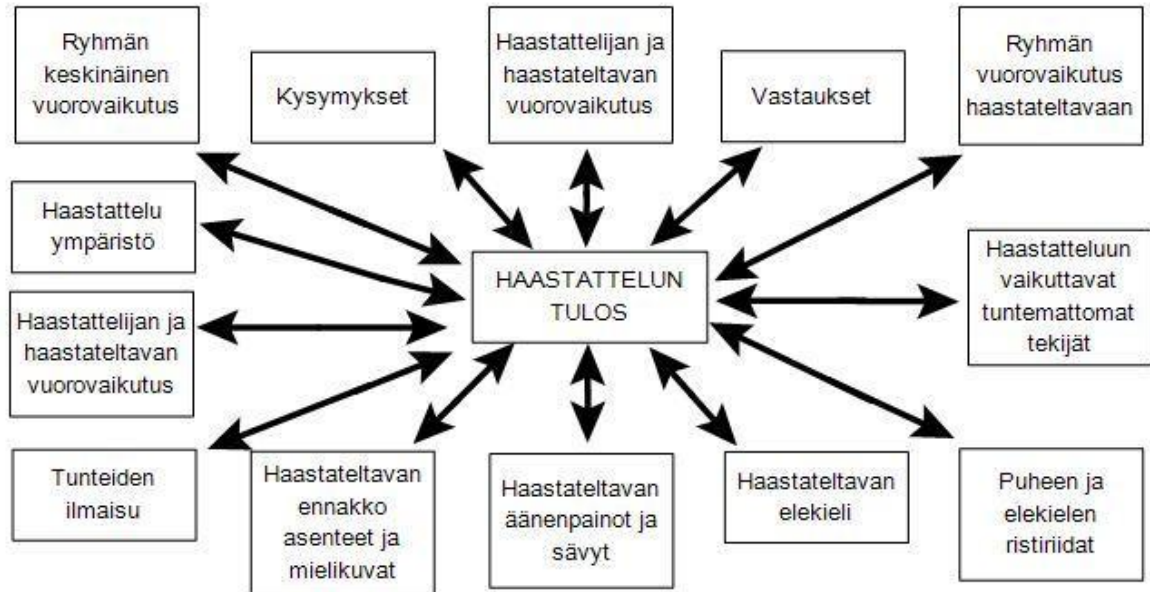 Ryhmän
keskinäinen
vuorovaikutus
Kysymykset
Haastattelijan ja
haastateltavan
vuorovaikutus
Vastaukset
Ryhmän
vuorovaikutus
haastateltavaan
Haastattelu
ympäristö
HAASTATTELUN
TULOS
Haastatteluun
vaikuttavat
tuntemattomat
tekijät
Haastattelijan ja
haastateltavan
vuorovaikutus
Tunteiden
ilmaisu
Haastateltavan
ennakko
asenteet ja
mielikuvat
Haastateltavan
äänenpainot ja
sävyt
Haastateltavan
elekieli
Puheen ja
elekielen
ristiriidat